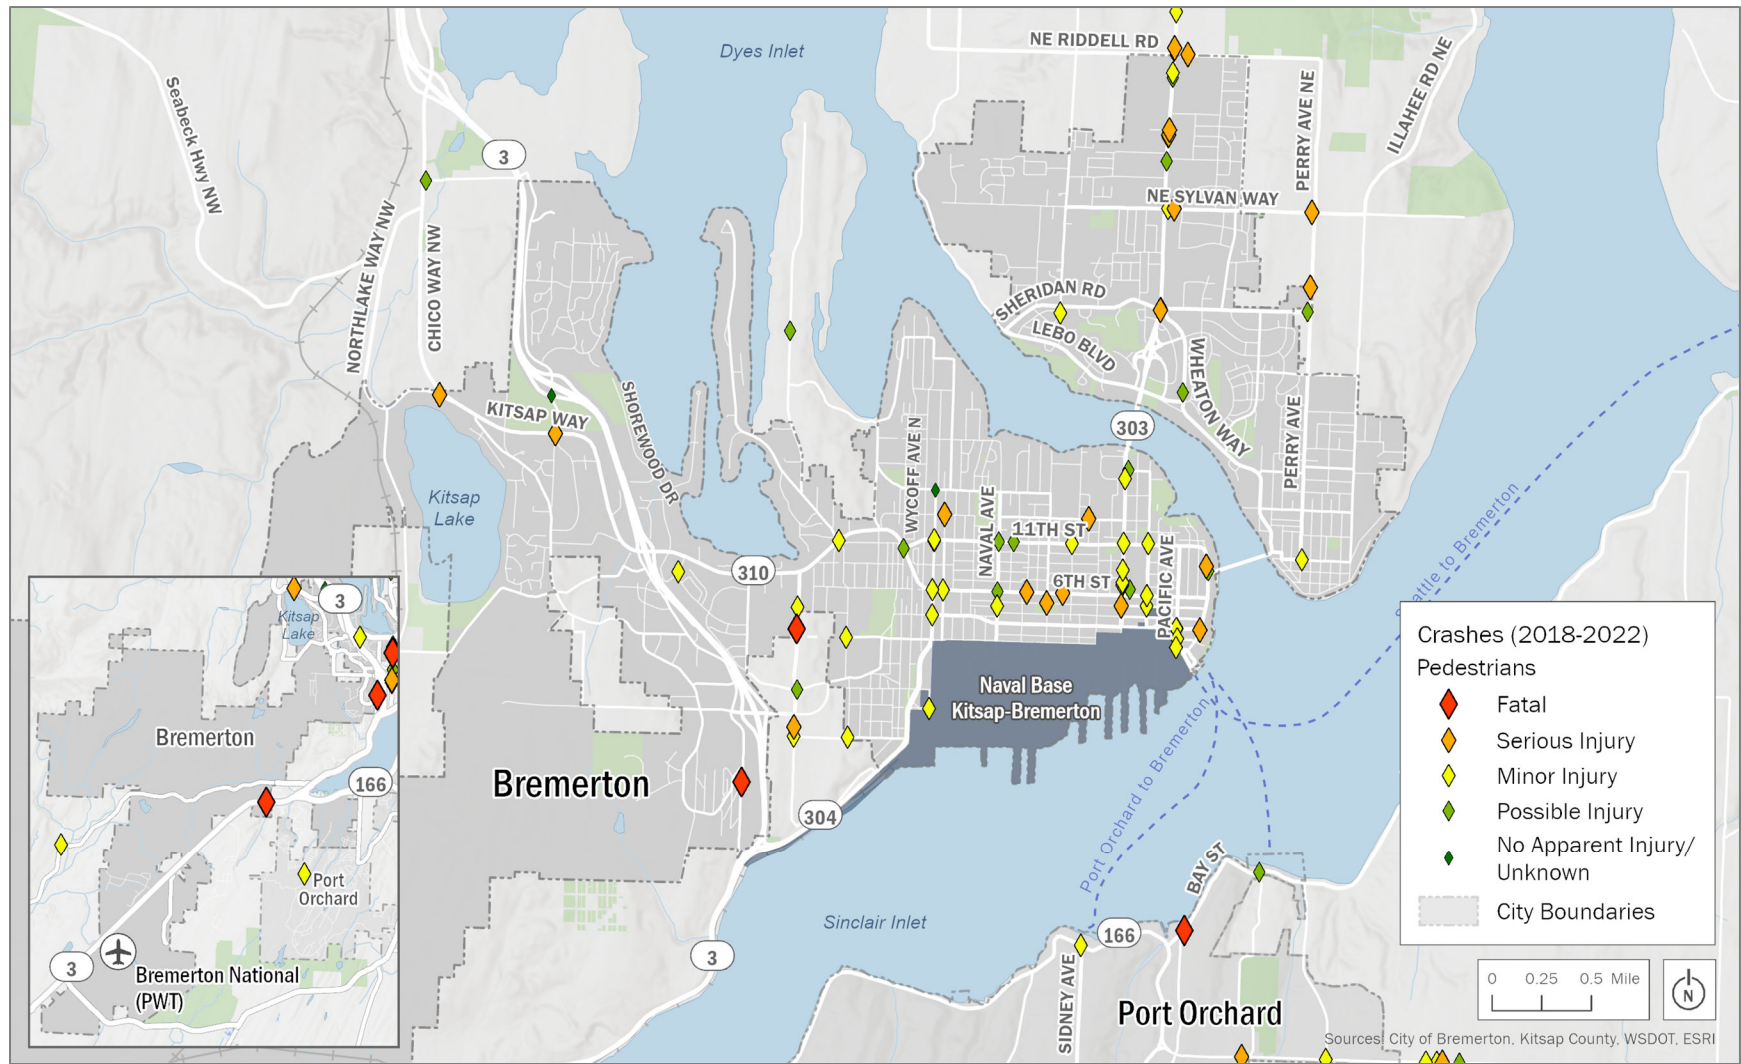 Dyes Inlet
NE RIDDELL RD
Seabeck Hwy NW
3
PERRY AVE NE
ILLAHEE RD NE
NE SYLVAN WAY
NORTHLAKE WAY NW
CHICO WAY NW
SHERIDAN RD
LEBO BLVD
WHEATON WAY
KITSAP WAY
SHOREWOOD DR
303
PERRY AVE
WYCOFF AVE N
Kitsap
Lake
NAVAL AVE
11TH ST
PACIFIC AVE
310
6TH ST
Seattle to Bremerton
Naval Base
Kitsap-Bremerton
Port Orchard to Bremerton
Bremerton
304
BAY ST
Sinclair Inlet
166
3
SIDNEY AVE
Port Orchard
3
Kitsap
Lake
Bremerton
166
Port
Orchard
3
Bremerton National
(PWT)
Crashes (2018-2022)
Pedestrians
Fatal
Serious Injury
Minor Injury
Possible Injury
No Apparent Injury/
Unknown
City Boundaries
0 0.25 0.5 Mile
N
Sources: City of Bremerton, Kitsap County, WSDOT, ESRI